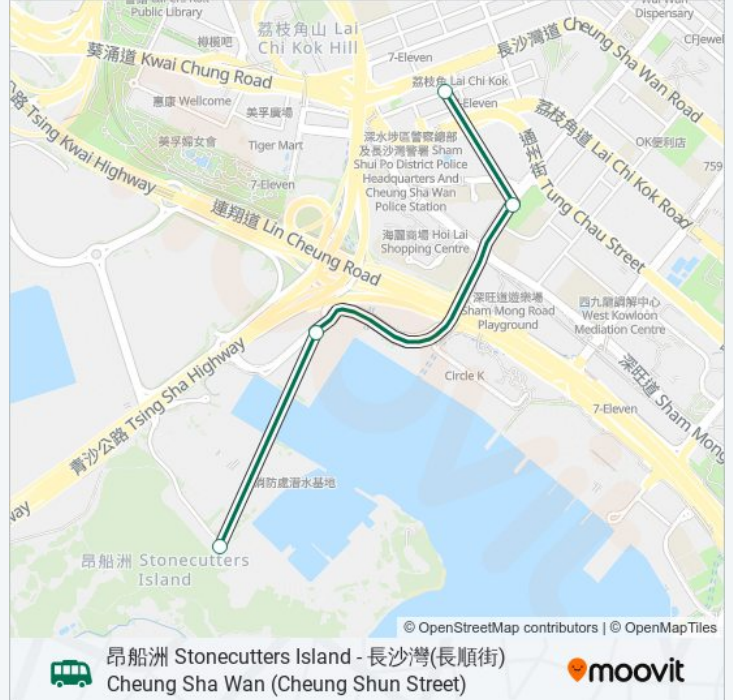 Public Library
荔枝角山 Lai
Chi Kok Hill
Dispensary
CFJewel
樽樾吧
葵涌道 Kwai Chung Road
7-Eleven
長沙灣道 Cheung Sha Wan Road
荔枝角 Lai Chi Kok
Eleven
惠康 Wellcome
美孚廣場
公路 Tsing Kwai Highway
美孚婦女會
Tiger Mart
深水埗區警察總部
及長沙灣警署 Sham
Shui Po District Police
Headquarters And
Cheung Sha Wan
Police Station
荔枝角道 Lai Chi Kok Road
OK便利店
759
7-Eleven
通州街 Tung Chau Street
連翔道 Lin Cheung Road
海麗商場 Hoi Lai
Shopping Centre
深旺道遊樂場
Sham Mong Road
Playground
四九龍調解中心
West Kowloon
Mediation Centre
青沙公路 Tsing Sha Highway
Circle K
深旺道 Sham Mong
7-Eleven
way
消防處潛水基地
昂船洲 Stonecutters
Island
© OpenStreetMap contributors | © OpenMapTiles
昂船洲 Stonecutters Island - 長沙灣(長順街)
Cheung Sha Wan (Cheung Shun Street)
moovit